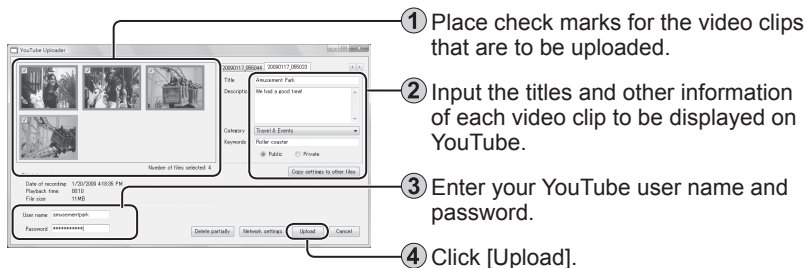 1 Place check marks for the video clips
that are to be uploaded.
YouTube Uploader
20090117_055044 20090117_055023
Title Amusement Park
Description We had a good time!
Category Travel & Events
Keywords Roller coaster
Public Private
Number of files selected: 4
Copy settings to other files
Date of recording: 1/20/2009 4:18:35 PM
Playback time: 00:10
File size 11MB
User name amusementpark
Password ***********
Delete partially Network settings Upload Cancel
2 Input the titles and other information
of each video clip to be displayed on
YouTube.
3 Enter your YouTube user name and
password.
4 Click [Upload].